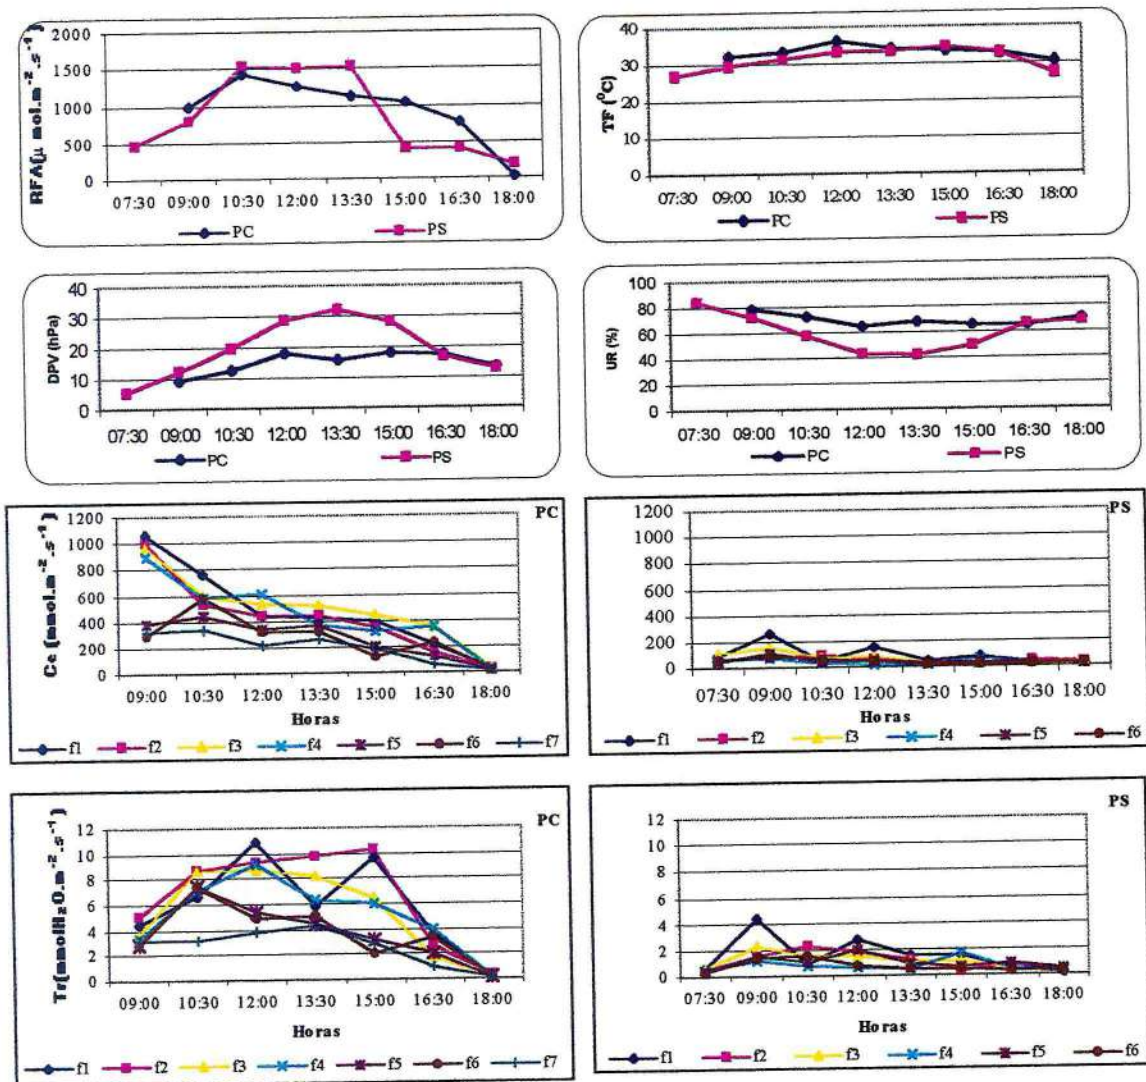 RFA(μ mol.m⁻².s⁻¹)
2000
1500
1000
500
0
07:30 09:00 10:30 12:00 13:30 15:00 16:30 18:00
PC PS
TF (⁰C)
40
30
20
10
0
07:30 09:00 10:30 12:00 13:30 15:00 16:30 18:00
PC PS
DPV (hPa)
40
30
20
10
0
07:30 09:00 10:30 12:00 13:30 15:00 16:30 18:00
PC PS
UR (%)
100
80
60
40
20
0
07:30 09:00 10:30 12:00 13:30 15:00 16:30 18:00
PC PS
PC
Ce (mmol.m⁻².s⁻¹)
1200
1000
800
600
400
200
0
09:00 10:30 12:00 13:30 15:00 16:30 18:00
Horas
f1 f2 f3 f4 f5 f6 f7
PS
1200
1000
800
600
400
200
0
07:30 09:00 10:30 12:00 13:30 15:00 16:30 18:00
Horas
f1 f2 f3 f4 f5 f6
PC
Tr(mmolH₂O.m⁻².s⁻¹)
12
10
8
6
4
2
0
09:00 10:30 12:00 13:30 15:00 16:30 18:00
Horas
f1 f2 f3 f4 f5 f6 f7
PS
12
10
8
6
4
2
0
07:30 09:00 10:30 12:00 13:30 15:00 16:30 18:00
Horas
f1 f2 f3 f4 f5 f6